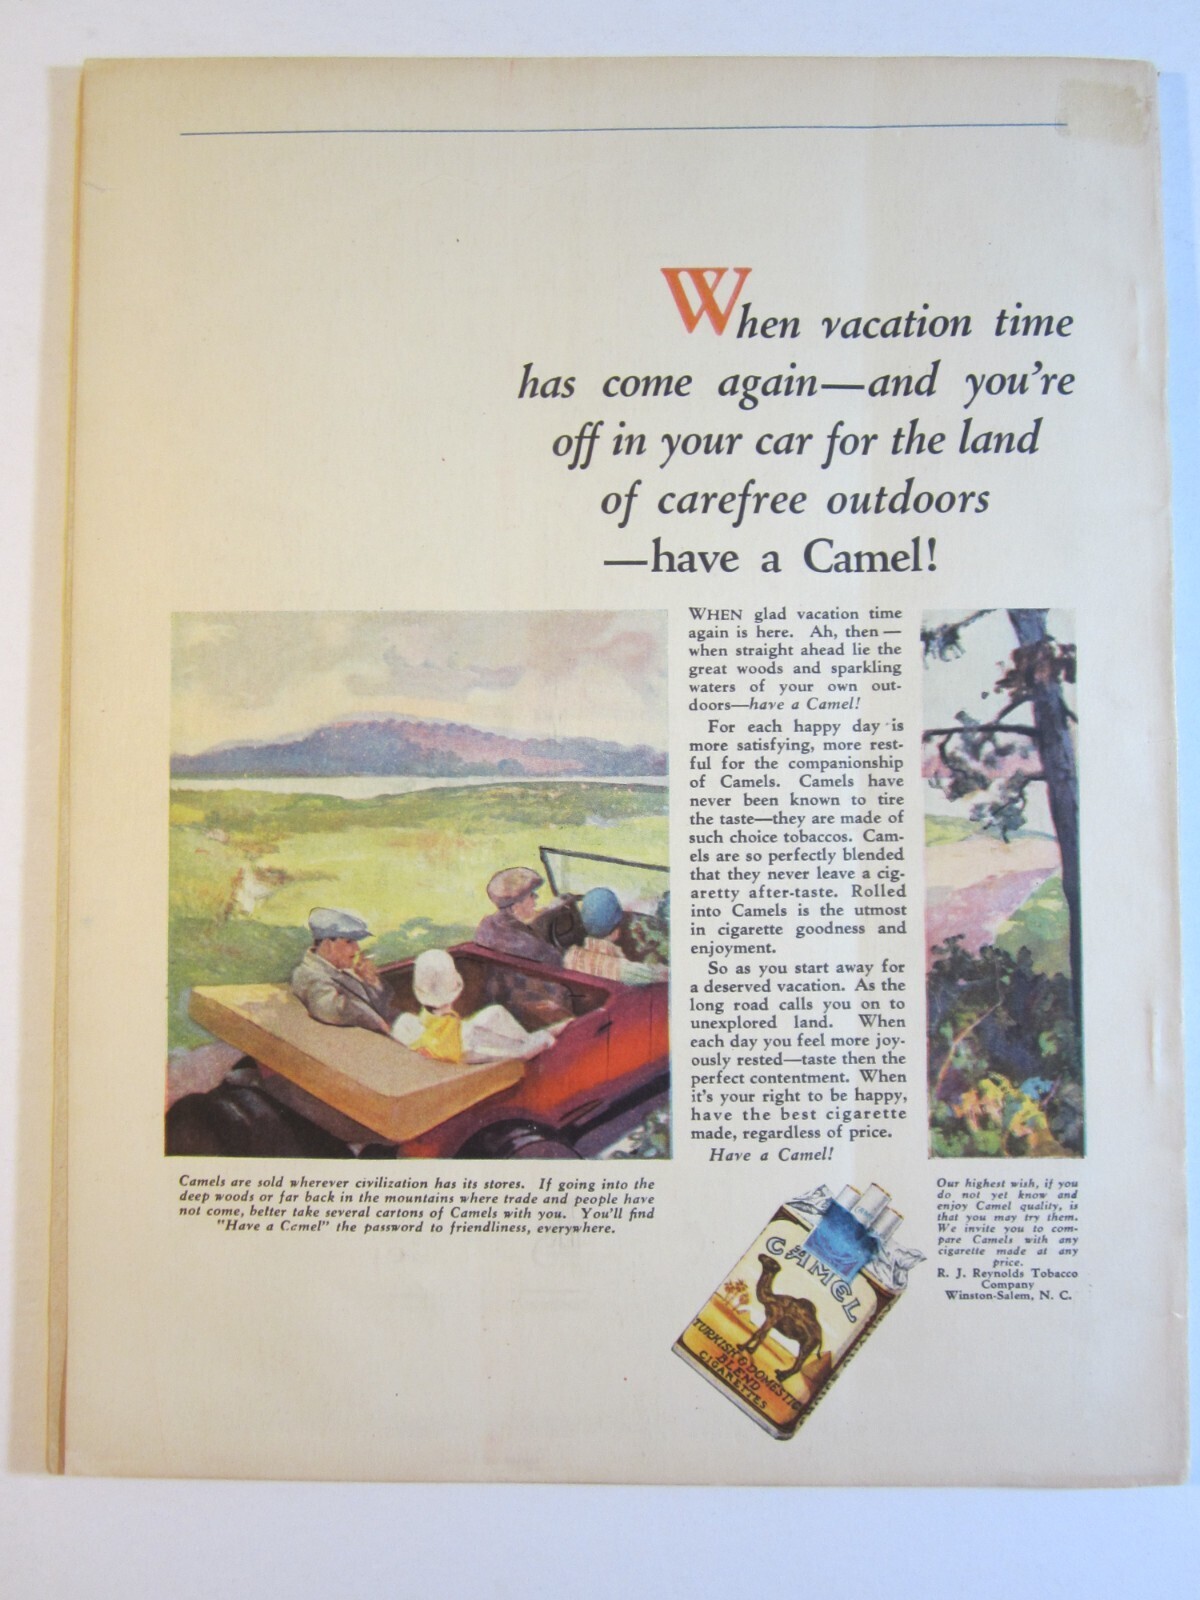 When vacation time
has come again—and you're
off in your car for the land
of carefree outdoors
—have a Camel!
WHEN glad vacation time
again is here. Ah, then—
when straight ahead lie the
great woods and sparkling
waters of your own out-
doors—have a Camel!
For each happy day is
more satisfying, more rest-
ful for the companionship
of Camels. Camels have
never been known to tire
the taste—they are made of
such choice tobaccos. Cam-
els are so perfectly blended
that they never leave a cig-
aretty after-taste. Rolled
into Camels is the utmost
in cigarette goodness and
enjoyment.
So as you start away for
a deserved vacation. As the
long road calls you on to
unexplored land. When
each day you feel more joy-
ously rested—taste then the
perfect contentment. When
it's your right to be happy,
have the best cigarette
made, regardless of price.
Have a Camel!
Camels are sold wherever civilization has its stores. If going into the
deep woods or far back in the mountains where trade and people have
not come, better take several cartons of Camels with you. You'll find
"Have a Camel" the password to friendliness, everywhere.
Our highest wish, if you
do not yet know and
enjoy Camel quality, is
that you may try them.
We invite you to com-
pare Camels with any
cigarette made at any
price.
R. J. Reynolds Tobacco
Company
Winston-Salem, N. C.
20
CAMEL
TURKISH & DOMESTIC
BLEND
CIGARETTES